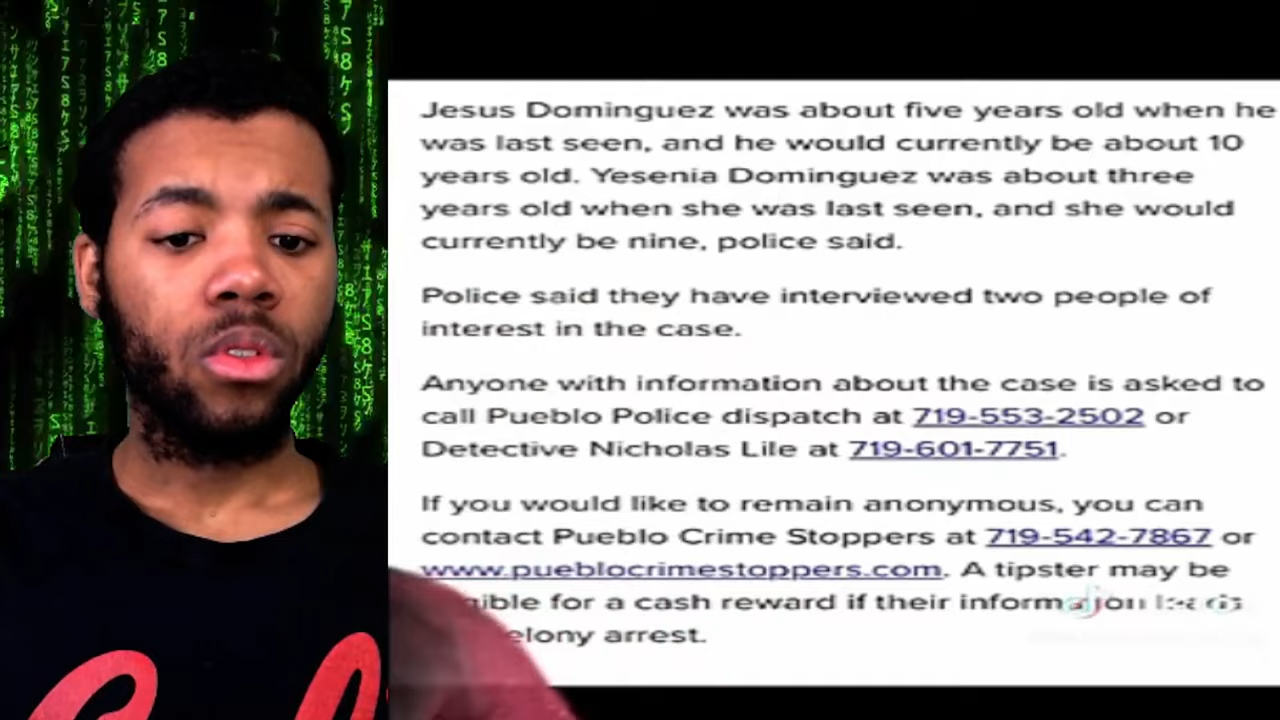 Jesus Dominguez was about five years old when he
was last seen, and he would currently be about 10
years old. Yesenia Dominguez was about three
years old when she was last seen, and she would
currently be nine, police said.
Police said they have interviewed two people of
interest in the case.
Anyone with information about the case is asked to
call Pueblo Police dispatch at 719-553-2502 or
Detective Nicholas Lile at 719-601-7751.
If you would like to remain anonymous, you can
contact Pueblo Crime Stoppers at 719-542-7867 or
www.pueblocrimestoppers.com. A tipster may be
for a cash reward if their
arrest.